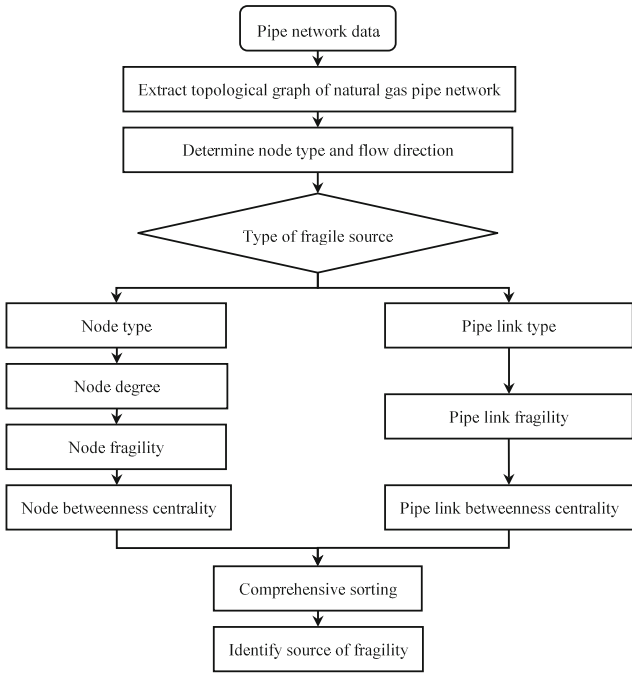 Pipe network data
Extract topological graph of natural gas pipe network
Determine node type and flow direction
Type of fragile source
Node type
Pipe link type
Node degree
Pipe link fragility
Node fragility
Node betweenness centrality
Pipe link betweenness centrality
Comprehensive sorting
Identify source of fragility